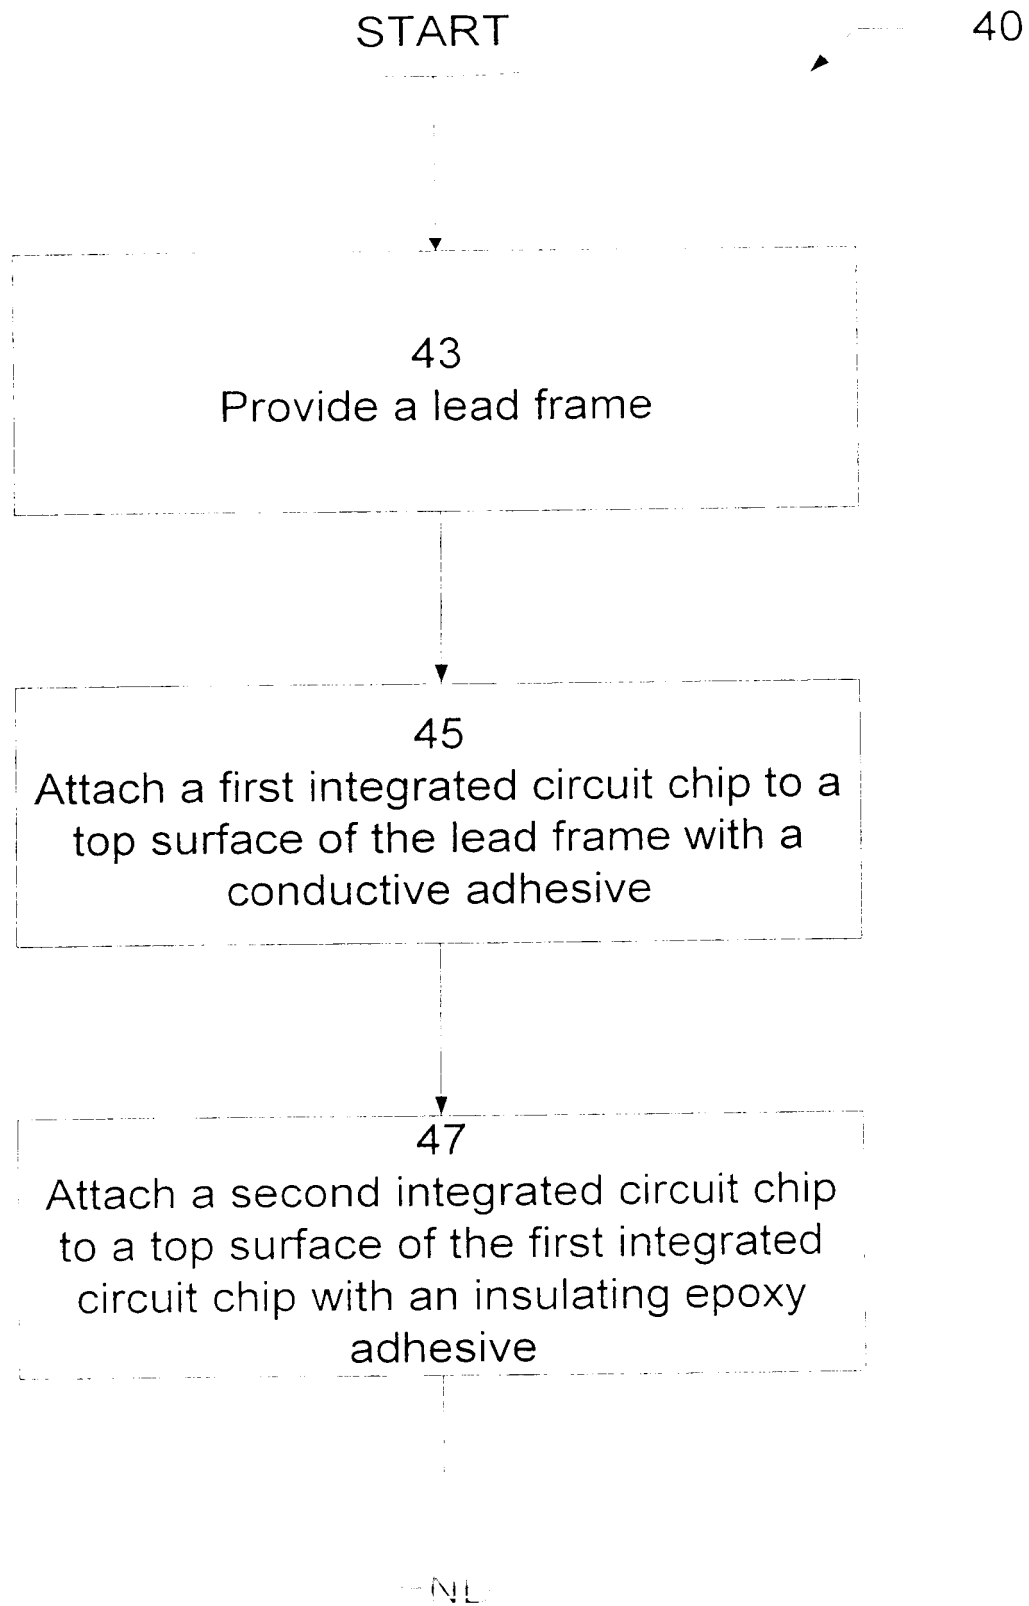 START
40
43
Provide a lead frame
45
Attach a first integrated circuit chip to a
top surface of the lead frame with a
conductive adhesive
47
Attach a second integrated circuit chip
to a top surface of the first integrated
circuit chip with an insulating epoxy
adhesive